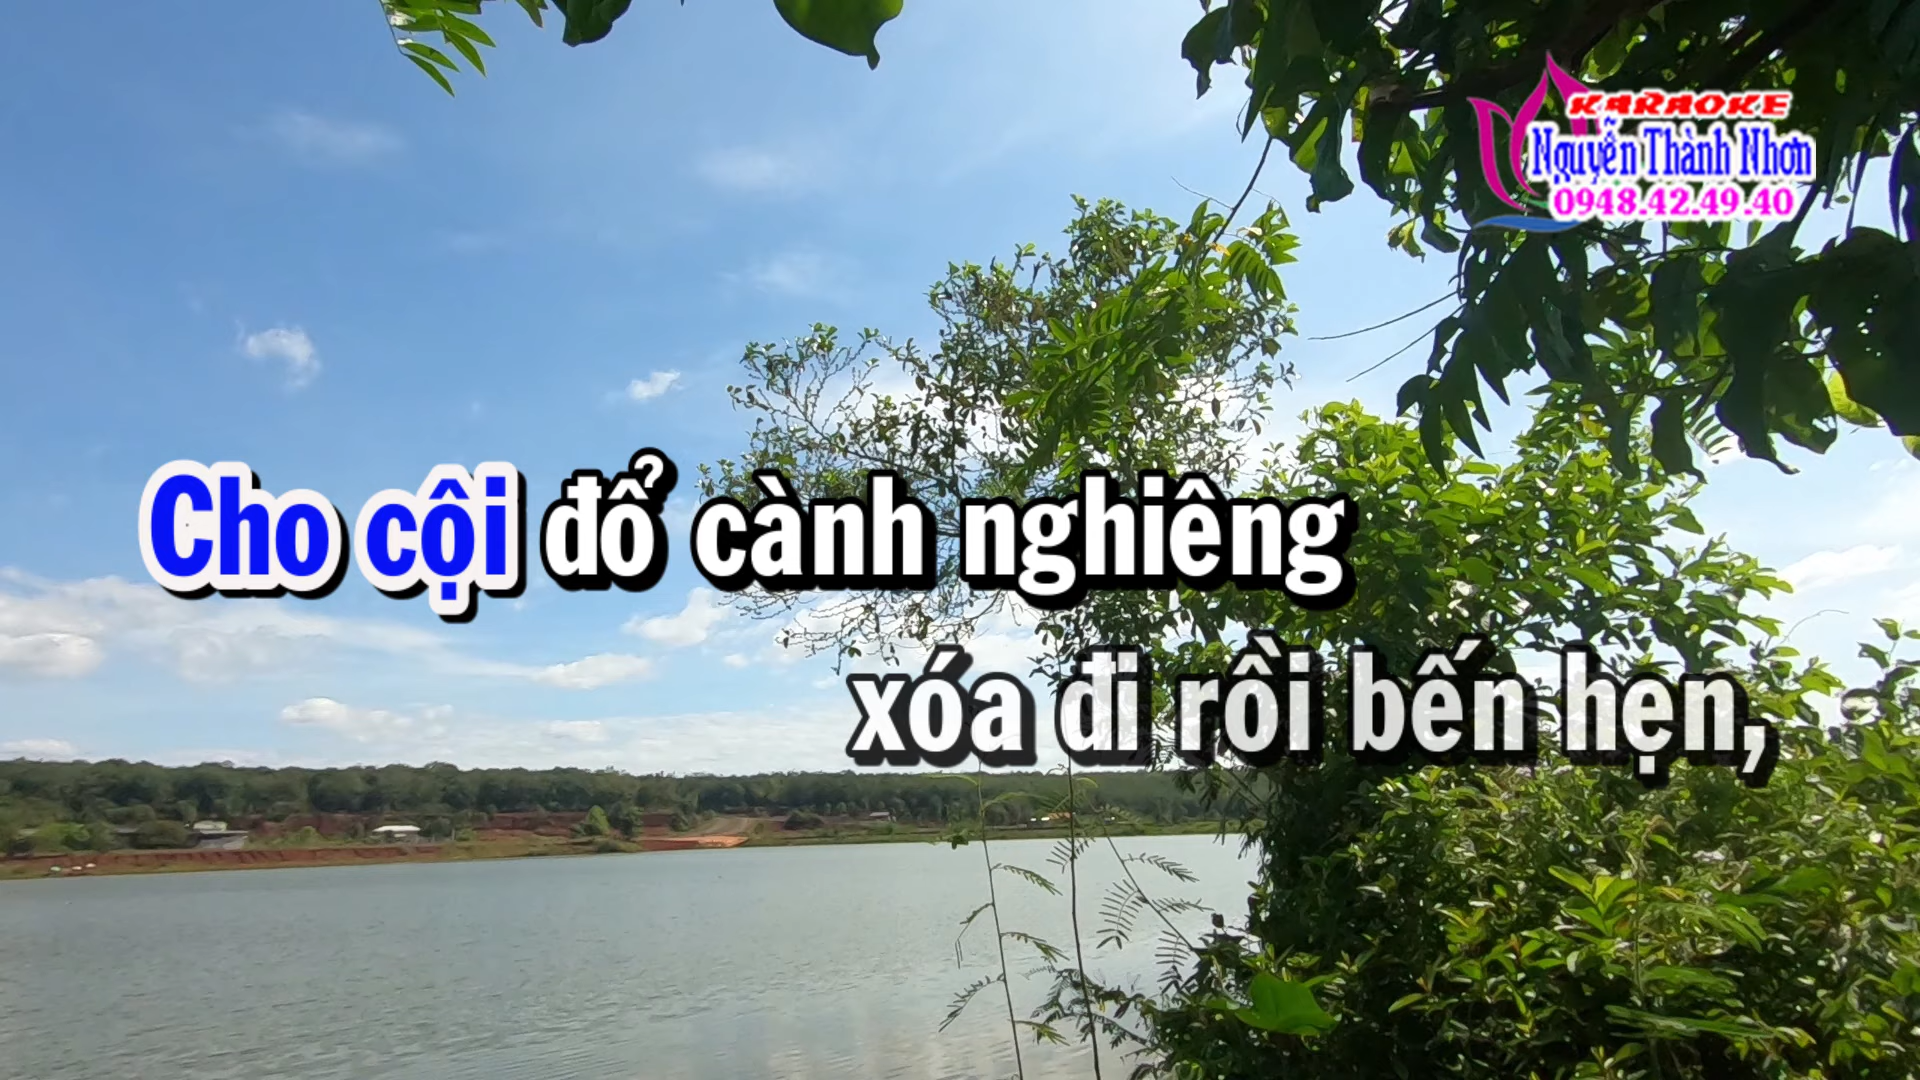 KARAOKE
Nguyễn Thành Nhơn
0948.42.49.40
Cho cội đổ cành nghiêng
xóa đi rồi bến hẹn,